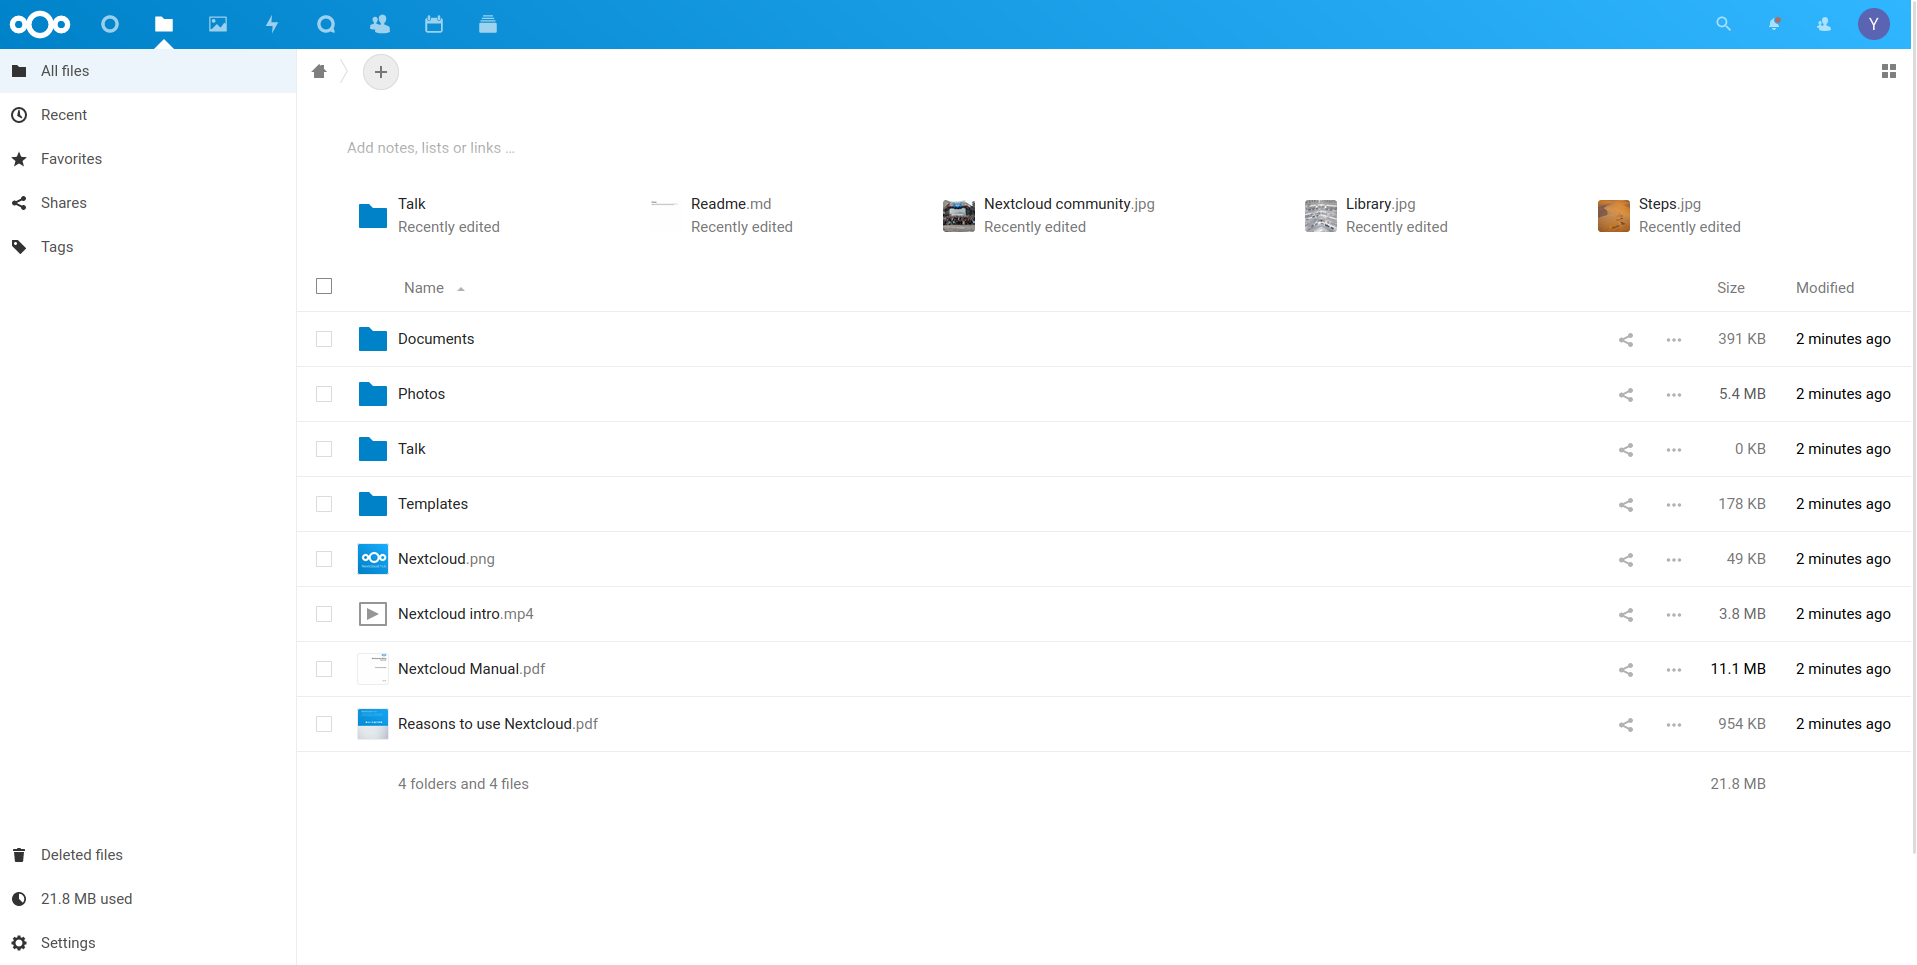 Y
All files
Recent
Favorites
Shares
Tags
Add notes, lists or links ...
Talk
Recently edited
Readme.md
Recently edited
Nextcloud community.jpg
Recently edited
Library.jpg
Recently edited
Steps.jpg
Recently edited
Name Size Modified
Documents 391 KB 2 minutes ago
Photos 5.4 MB 2 minutes ago
Talk 0 KB 2 minutes ago
Templates 178 KB 2 minutes ago
Nextcloud.png 49 KB 2 minutes ago
Nextcloud intro.mp4 3.8 MB 2 minutes ago
Nextcloud Manual.pdf 11.1 MB 2 minutes ago
Reasons to use Nextcloud.pdf 954 KB 2 minutes ago
4 folders and 4 files 21.8 MB
Deleted files
21.8 MB used
Settings